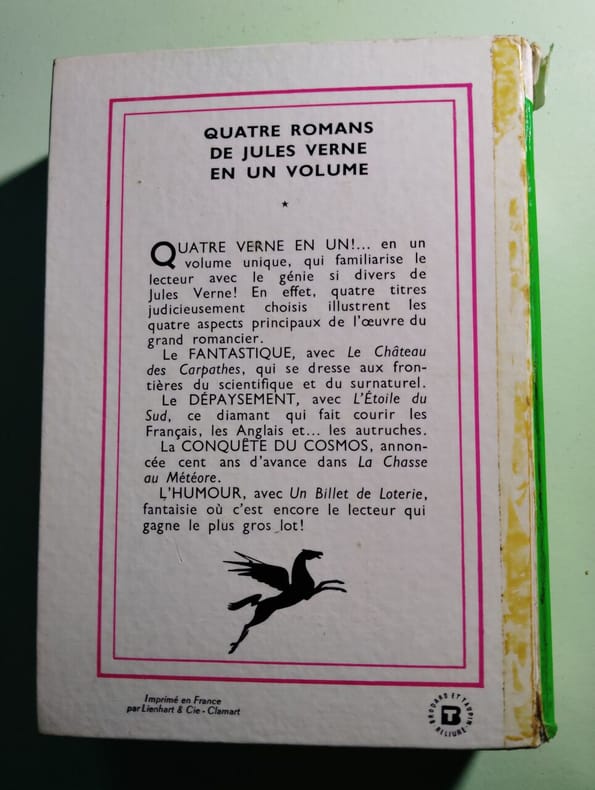 QUATRE ROMANS
DE JULES VERNE
EN UN VOLUME
★
QUATRE VERNE EN UN!... en un
volume unique, qui familiarise le
lecteur avec le génie si divers de
Jules Verne! En effet, quatre titres
judicieusement choisis illustrent les
quatre aspects principaux de l'œuvre du
grand romancier.
Le FANTASTIQUE, avec Le Château
des Carpathes, qui se dresse aux fron-
tières du scientifique et du surnaturel.
Le DÉPAYSEMENT, avec L'Étoile du
Sud, ce diamant qui fait courir les
Français, les Anglais et... les autruches.
La CONQUÊTE DU COSMOS, annon-
cée cent ans d'avance dans La Chasse
au Météore.
L'HUMOUR, avec Un Billet de Loterie,
fantaisie où c'est encore le lecteur qui
gagne le plus gros lot!
Imprimé en France
par Lienhart & Cie - Clamart
BRODARD ET TAUPIN
RELIURE